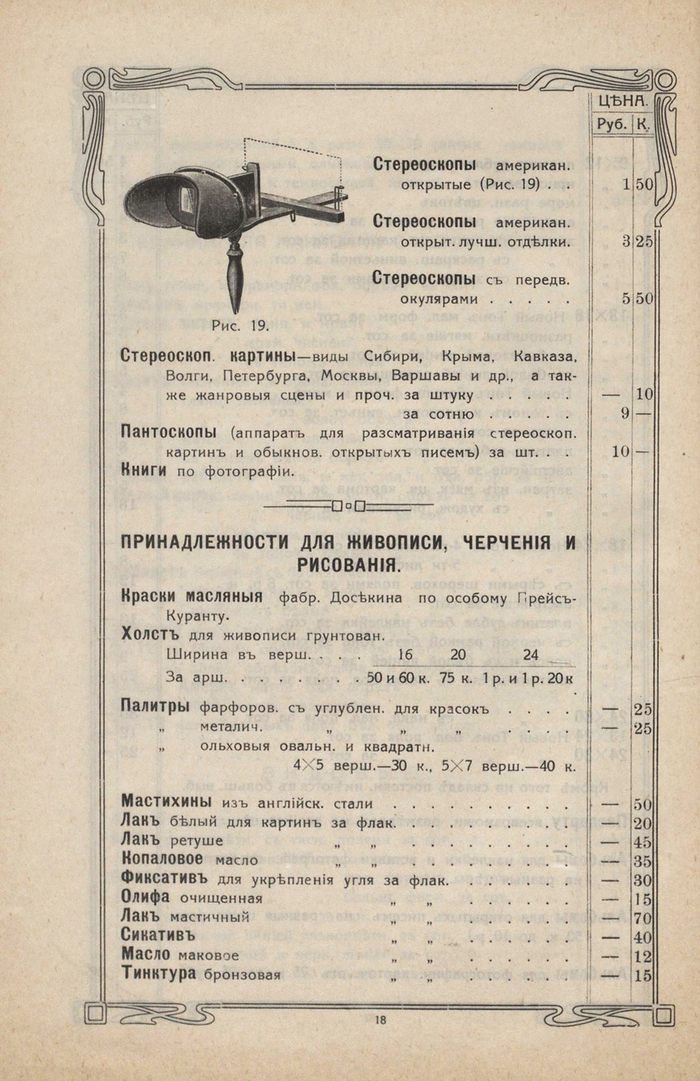 ЦѢНА.
Руб. К.
Стереоскопы американ.
открытые (Рис. 19) . . 1 50
Стереоскопы американ.
открыт. лучш. отдѣлки. 3 25
Стереоскопы съ передв.
окулярами . . . . . 5 50
Рис. 19.
Стереоскоп. картины—виды Сибири, Крыма, Кавказа,
Волги, Петербурга, Москвы, Варшавы и др., а так-
же жанровыя сцены и проч. за штуку . . . . . — 10
за сотню . . . . . 9 —
Пантоскопы (аппаратъ для разсматриванія стереоскоп.
картин и обыкнов. открытыхъ писемъ) за шт. . . 10 —
Книги по фотографіи.
ПРИНАДЛЕЖНОСТИ ДЛЯ ЖИВОПИСИ, ЧЕРЧЕНІЯ И
РИСОВАНІЯ.
Краски масляныя фабр. Досѣкина по особому Прейсъ-
Куранту.
Холстъ для живописи грунтован.
Ширина въ верш. . . . 16 20 24
За арш. . . . . . . . 50 и 60 к. 75 к. 1 р. и 1 р. 20 к
Палитры фарфоров. съ углублен. для красокъ . . . . — 25
„ металич. „ „ „ . . . . — 25
„ ольховыя овальн. и квадратн.
4×5 верш.—30 к., 5×7 верш.—40 к.
Мастихины изъ англійск. стали . . . . . . . . . . — 50
Лакъ бѣлый для картин за флак. . . . . . . . . . — 20
Лакъ ретуше „ „ . . . . . . — 45
Копаловое масло „ „ . . . . . . — 35
Фиксативъ для укрѣпленія угля за флак. . . . . . . — 30
Олифа очищенная „ „ . . . . . . — 15
Лакъ мастичный „ „ . . . . . . — 70
Сикативъ „ „ . . . . . . — 40
Масло маковое „ „ . . . . . . — 12
Тинктура бронзовая „ „ . . . . . . — 15
18